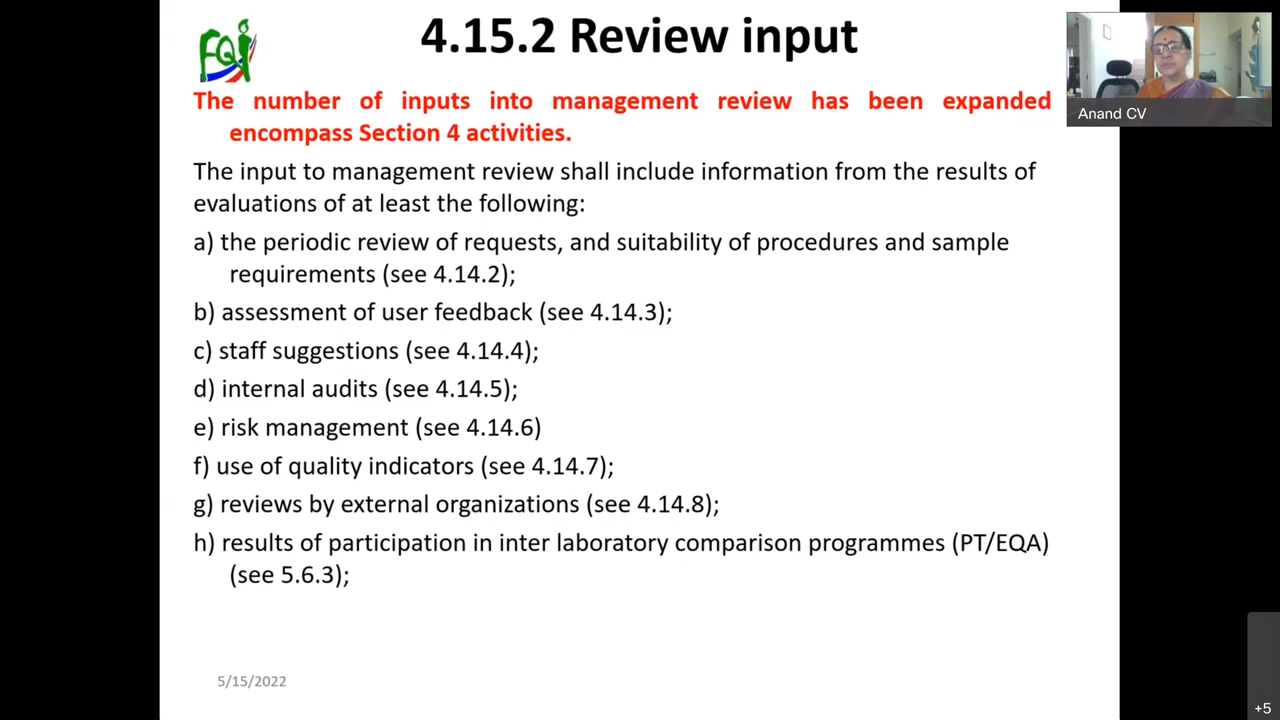 FQI
4.15.2 Review input
The number of inputs into management review has been expanded
encompass Section 4 activities.
The input to management review shall include information from the results of
evaluations of at least the following:
a) the periodic review of requests, and suitability of procedures and sample
requirements (see 4.14.2);
b) assessment of user feedback (see 4.14.3);
c) staff suggestions (see 4.14.4);
d) internal audits (see 4.14.5);
e) risk management (see 4.14.6)
f) use of quality indicators (see 4.14.7);
g) reviews by external organizations (see 4.14.8);
h) results of participation in inter laboratory comparison programmes (PT/EQA)
(see 5.6.3);
5/15/2022
Anand CV
+5